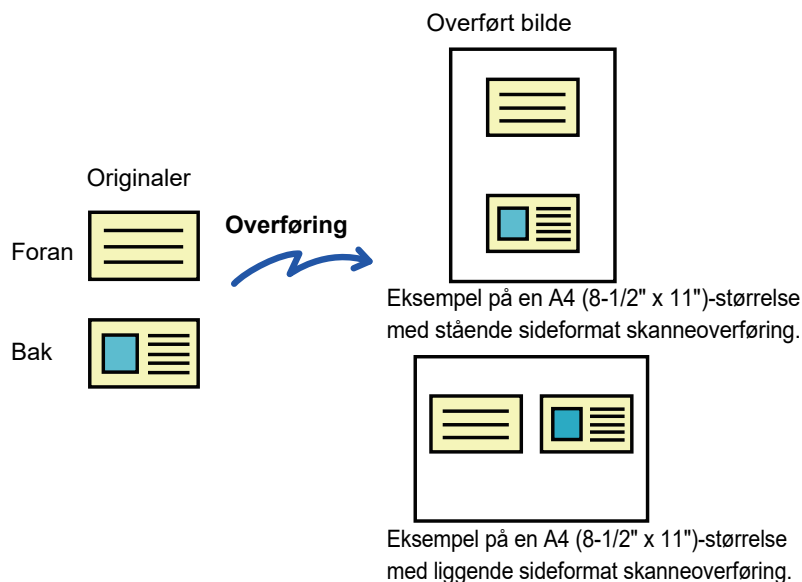 Overført bilde
Originaler
Overføring
Foran
Bak
Eksempel på en A4 (8-1/2" x 11")-størrelse
med stående sideformat skanneoverføring.
Eksempel på en A4 (8-1/2" x 11")-størrelse
med liggende sideformat skanneoverføring.